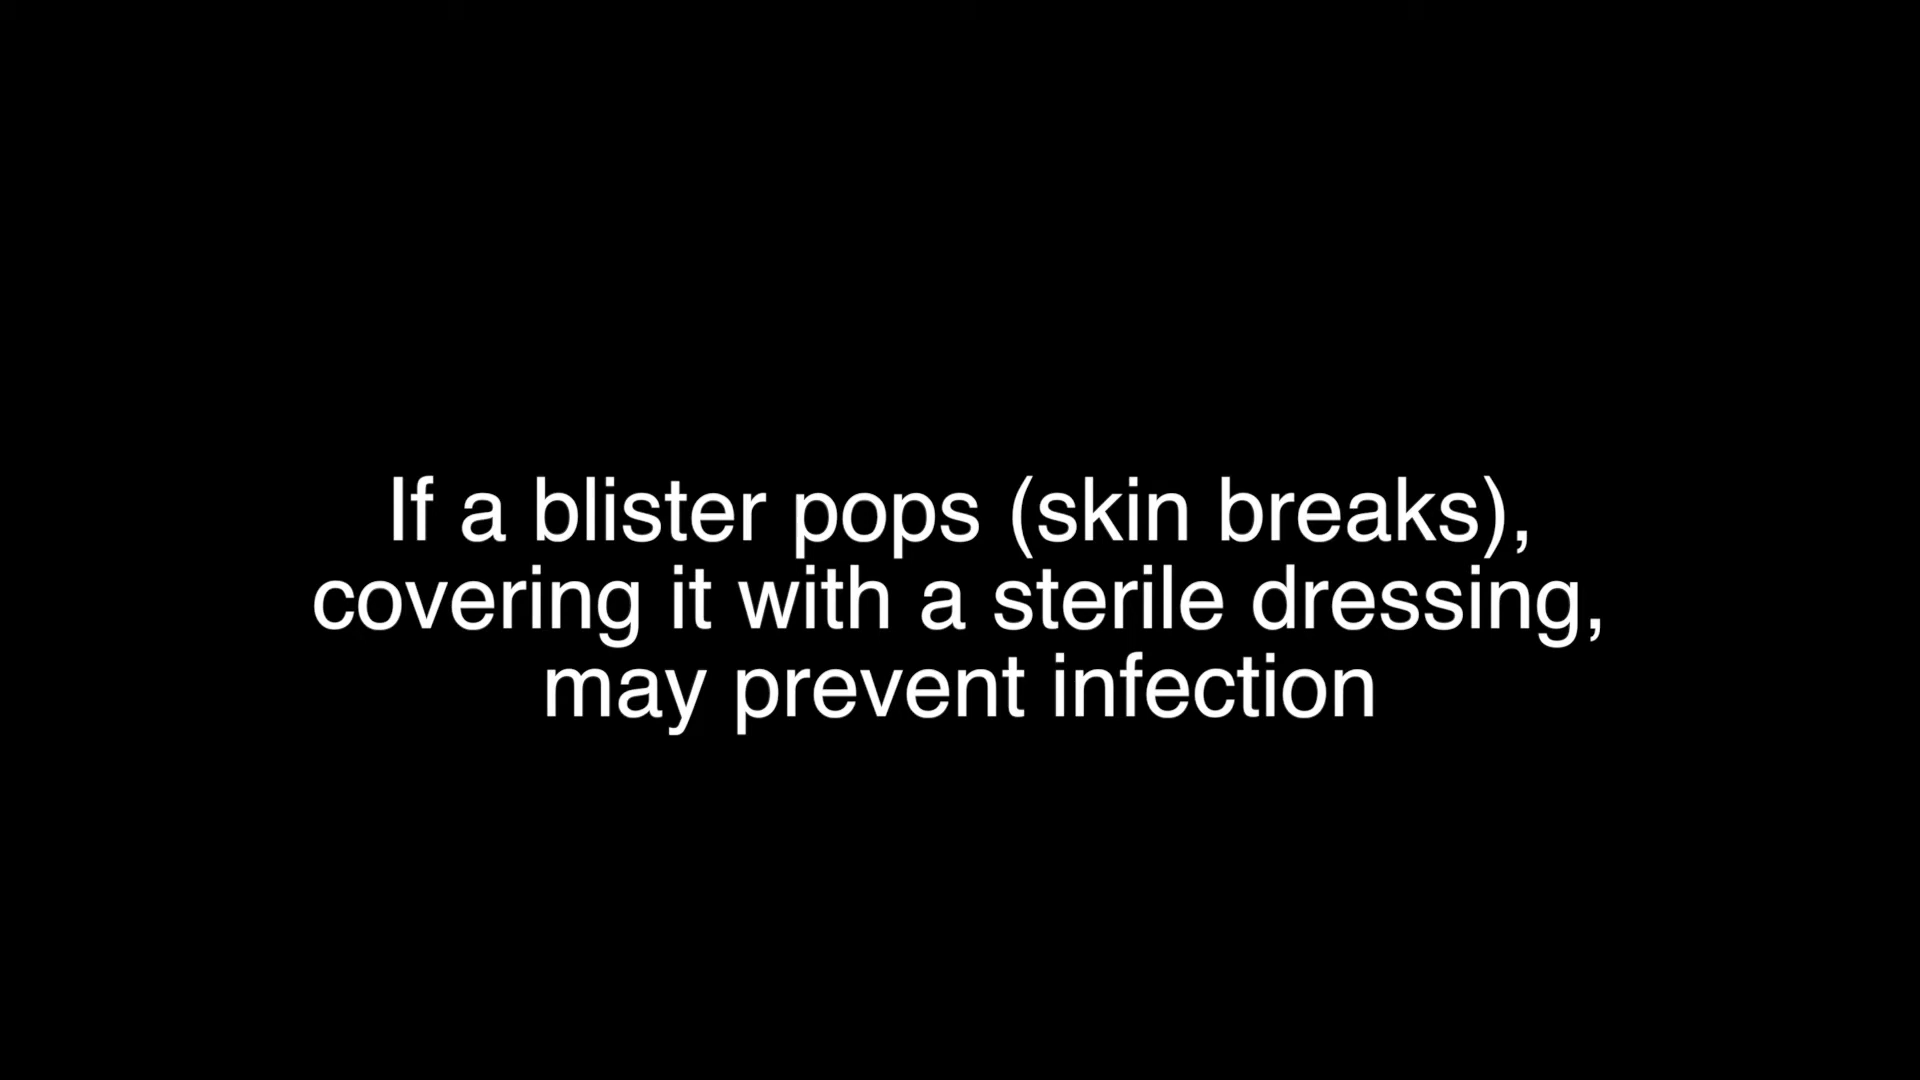 If a blister pops (skin breaks),
covering it with a sterile dressing,
may prevent infection